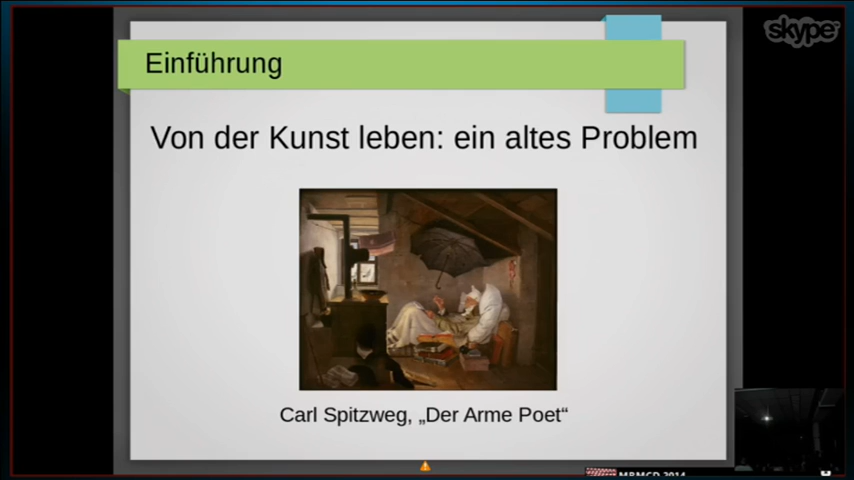 skype
Einführung
Von der Kunst leben: ein altes Problem
Carl Spitzweg, „Der Arme Poet“
MRMCD 2014